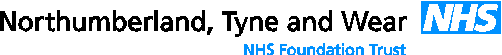 Northumberland, Tyne and Wear NHS
NHS Foundation Trust